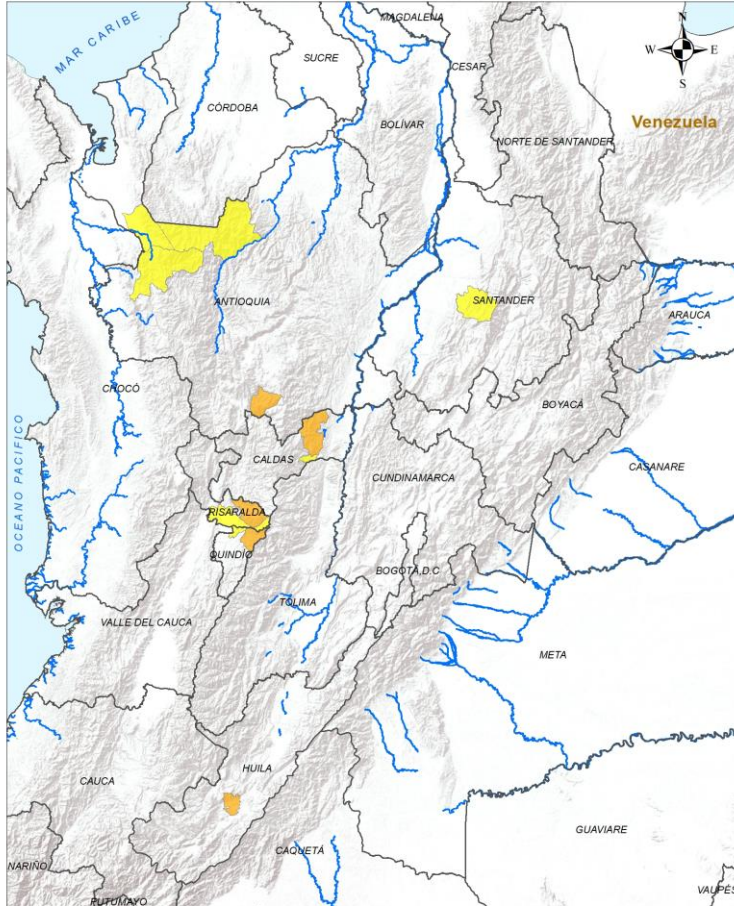 MAGDALENA
N
MAR CARIBE
SUCRE
W
E
CESAR
S
CÓRDOBA
BOLÍVAR
Venezuela
NORTE DE SANTANDER
ANTIOQUIA
SANTANDER
ARAUCA
CHOCÓ
BOYACÁ
OCEANO PACIFICO
CALDAS
CASANARE
CUNDINAMARCA
RISARALDA
QUINDÍO
BOGOTÁ,D.C
TOLIMA
VALLE DEL CAUCA
META
HUILA
CAUCA
GUAVIARE
CAQUETÁ
NARIÑO
VAUPÉS
PUTUMAYO